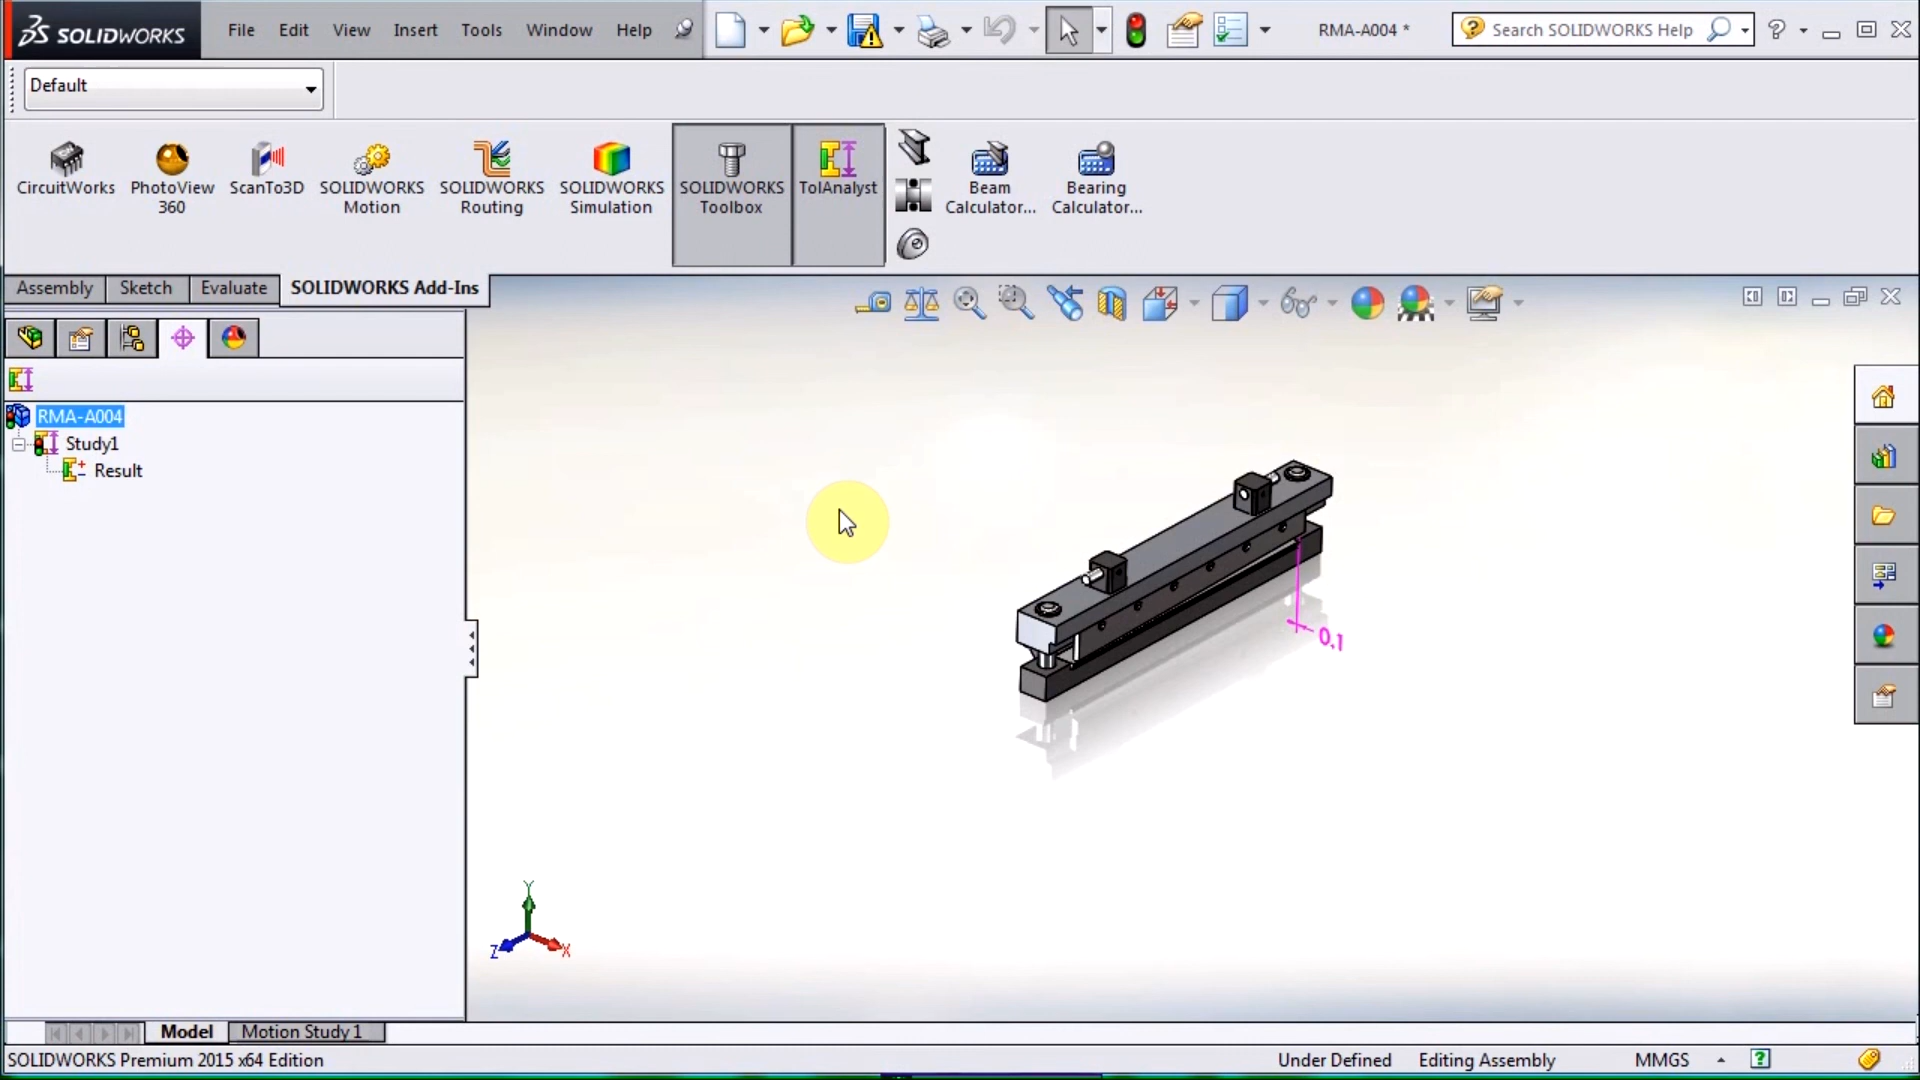 SOLIDWORKS File Edit View Insert Tools Window Help RMA-A004 * Search SOLIDWORKS Help
Default
CircuitWorks
PhotoView
360
ScanTo3D
SOLIDWORKS
Motion
SOLIDWORKS
Routing
SOLIDWORKS
Simulation
SOLIDWORKS
Toolbox
TolAnalyst
Beam
Calculator...
Bearing
Calculator...
Assembly Sketch Evaluate SOLIDWORKS Add-Ins
RMA-A004
Study1
Result
0,1
Y
Z
X
Model Motion Study 1
SOLIDWORKS Premium 2015 x64 Edition Under Defined Editing Assembly MMGS